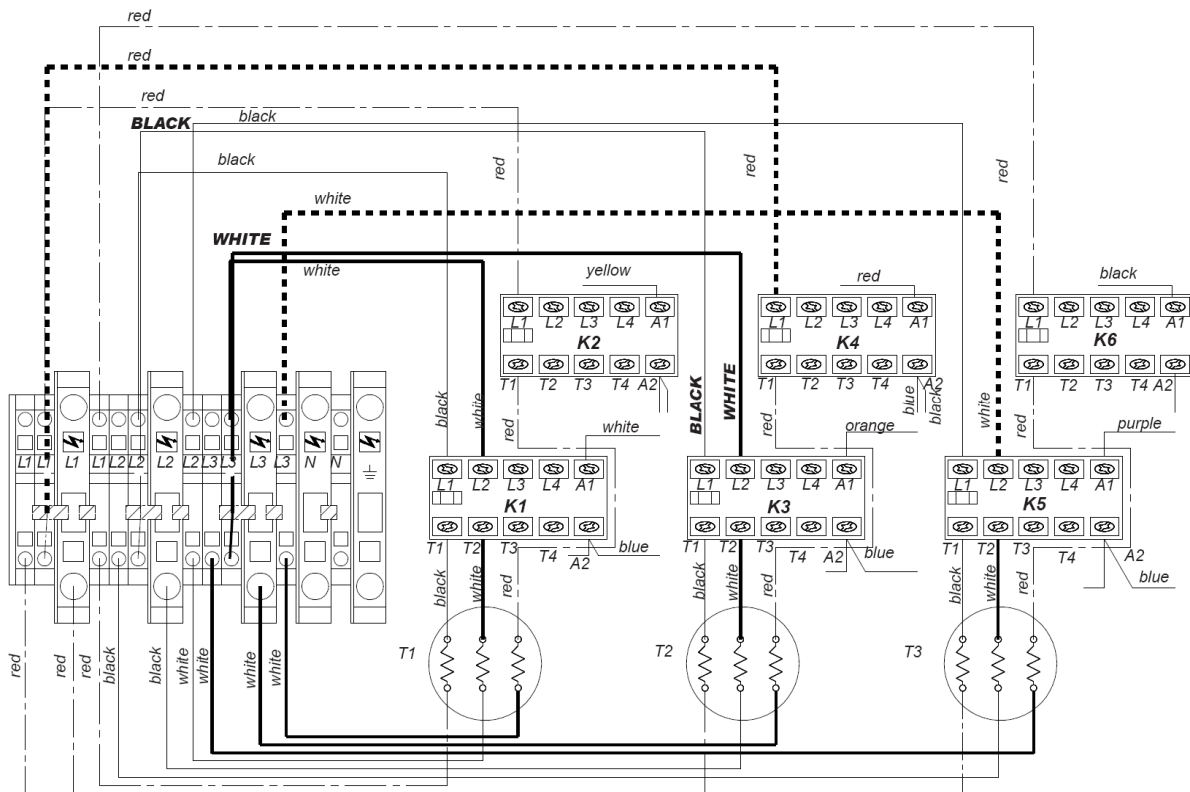 red
red
red
BLACK
black
black
red
red
red
white
WHITE
white
yellow
red
black
L1 L2 L3 L4 A1
K2
T1 T2 T3 T4 A2
L1 L2 L3 L4 A1
K4
T1 T2 T3 T4 A2
L1 L2 L3 L4 A1
K6
T1 T2 T3 T4 A2
black
white
red
BLACK
WHITE
red
blue
black
white
red
white
orange
purple
L1 L1 L1 L1 L2 L2 L2 L2 L3 L3 L3 L3 N N
L1 L2 L3 L4 A1
K1
T1 T2 T3 T4 A2
blue
L1 L2 L3 L4 A1
K3
T1 T2 T3 T4 A2
blue
L1 L2 L3 L4 A1
K5
T1 T2 T3 T4 A2
blue
black
white
red
black
white
red
black
white
red
red
red
red
black
black
white
white
white
white
T1
T2
T3